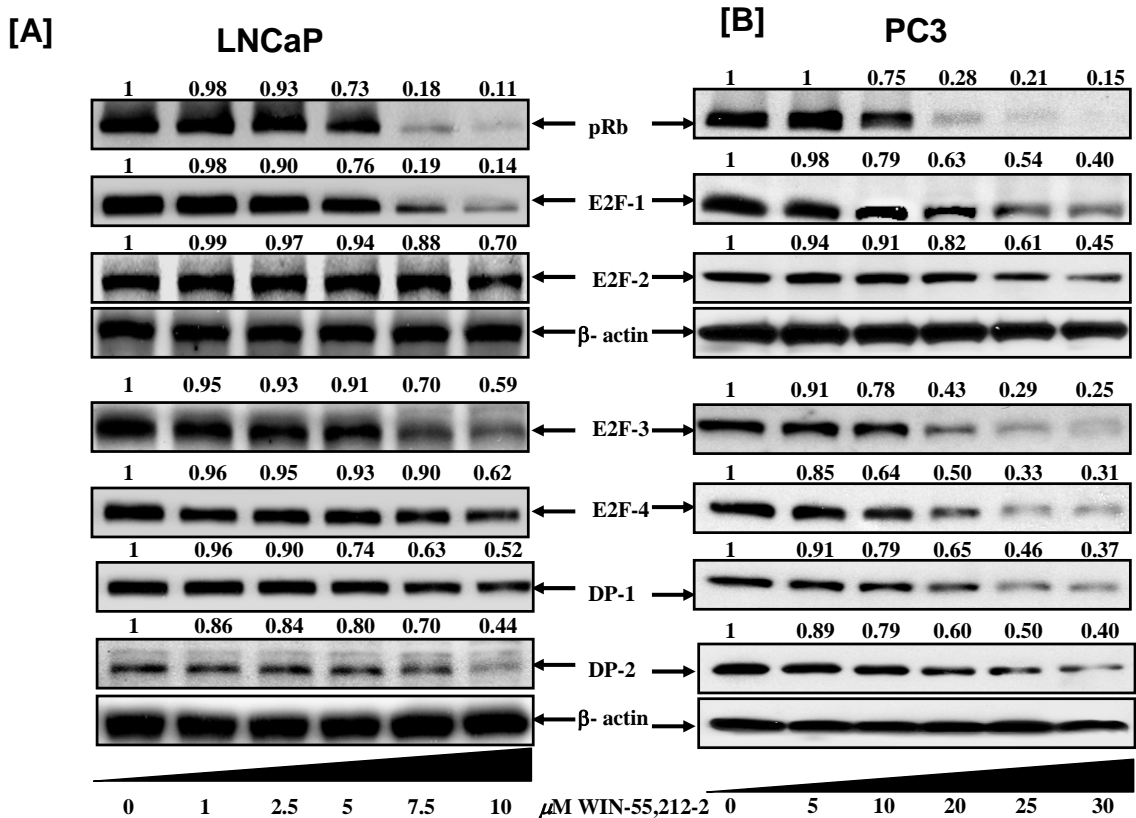 [A] LNCaP [B] PC3
1 0.98 0.93 0.73 0.18 0.11 1 1 0.75 0.28 0.21 0.15
pRb
1 0.98 0.90 0.76 0.19 0.14 1 0.98 0.79 0.63 0.54 0.40
E2F-1
1 0.99 0.97 0.94 0.88 0.70 1 0.94 0.91 0.82 0.61 0.45
E2F-2
β- actin
1 0.95 0.93 0.91 0.70 0.59 1 0.91 0.78 0.43 0.29 0.25
E2F-3
1 0.96 0.95 0.93 0.90 0.62 1 0.85 0.64 0.50 0.33 0.31
E2F-4
1 0.96 0.90 0.74 0.63 0.52 1 0.91 0.79 0.65 0.46 0.37
DP-1
1 0.86 0.84 0.80 0.70 0.44 1 0.89 0.79 0.60 0.50 0.40
DP-2
β- actin
0 1 2.5 5 7.5 10 μM WIN-55,212-2 0 5 10 20 25 30